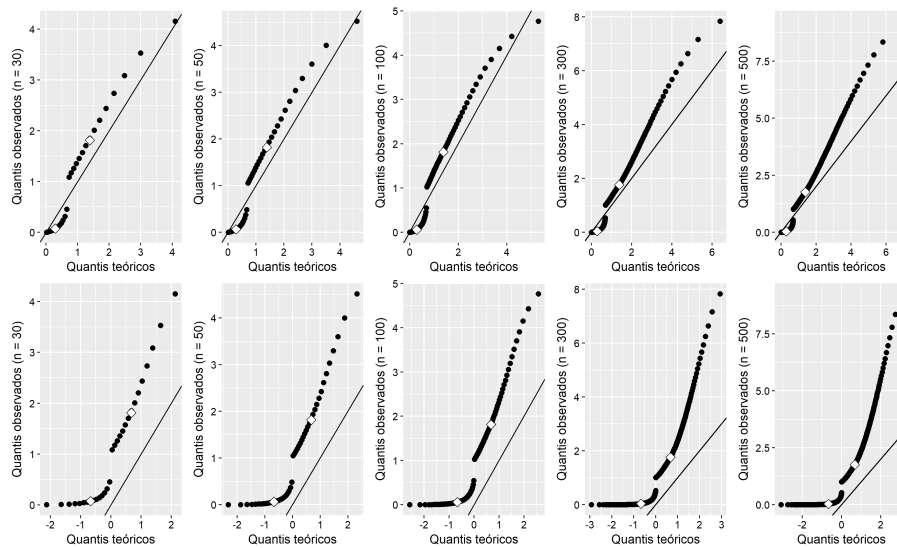 Quantis observados (n = 30)
4
3
2
1
0
0 1 2 3 4
Quantis teóricos
Quantis observados (n = 50)
4
3
2
1
0
0 1 2 3 4
Quantis teóricos
Quantis observados (n = 100)
5
4
3
2
1
0
0 2 4
Quantis teóricos
Quantis observados (n = 300)
8
6
4
2
0
0 2 4 6
Quantis teóricos
Quantis observados (n = 500)
7.5
5.0
2.5
0.0
0 2 4 6
Quantis teóricos
Quantis observados (n = 30)
4
3
2
1
0
-2 -1 0 1 2
Quantis teóricos
Quantis observados (n = 50)
4
3
2
1
0
-2 -1 0 1 2
Quantis teóricos
Quantis observados (n = 100)
5
4
3
2
1
0
-2 -1 0 1 2
Quantis teóricos
Quantis observados (n = 300)
8
6
4
2
0
-3 -2 -1 0 1 2 3
Quantis teóricos
Quantis observados (n = 500)
7.5
5.0
2.5
0.0
-2 0 2
Quantis teóricos